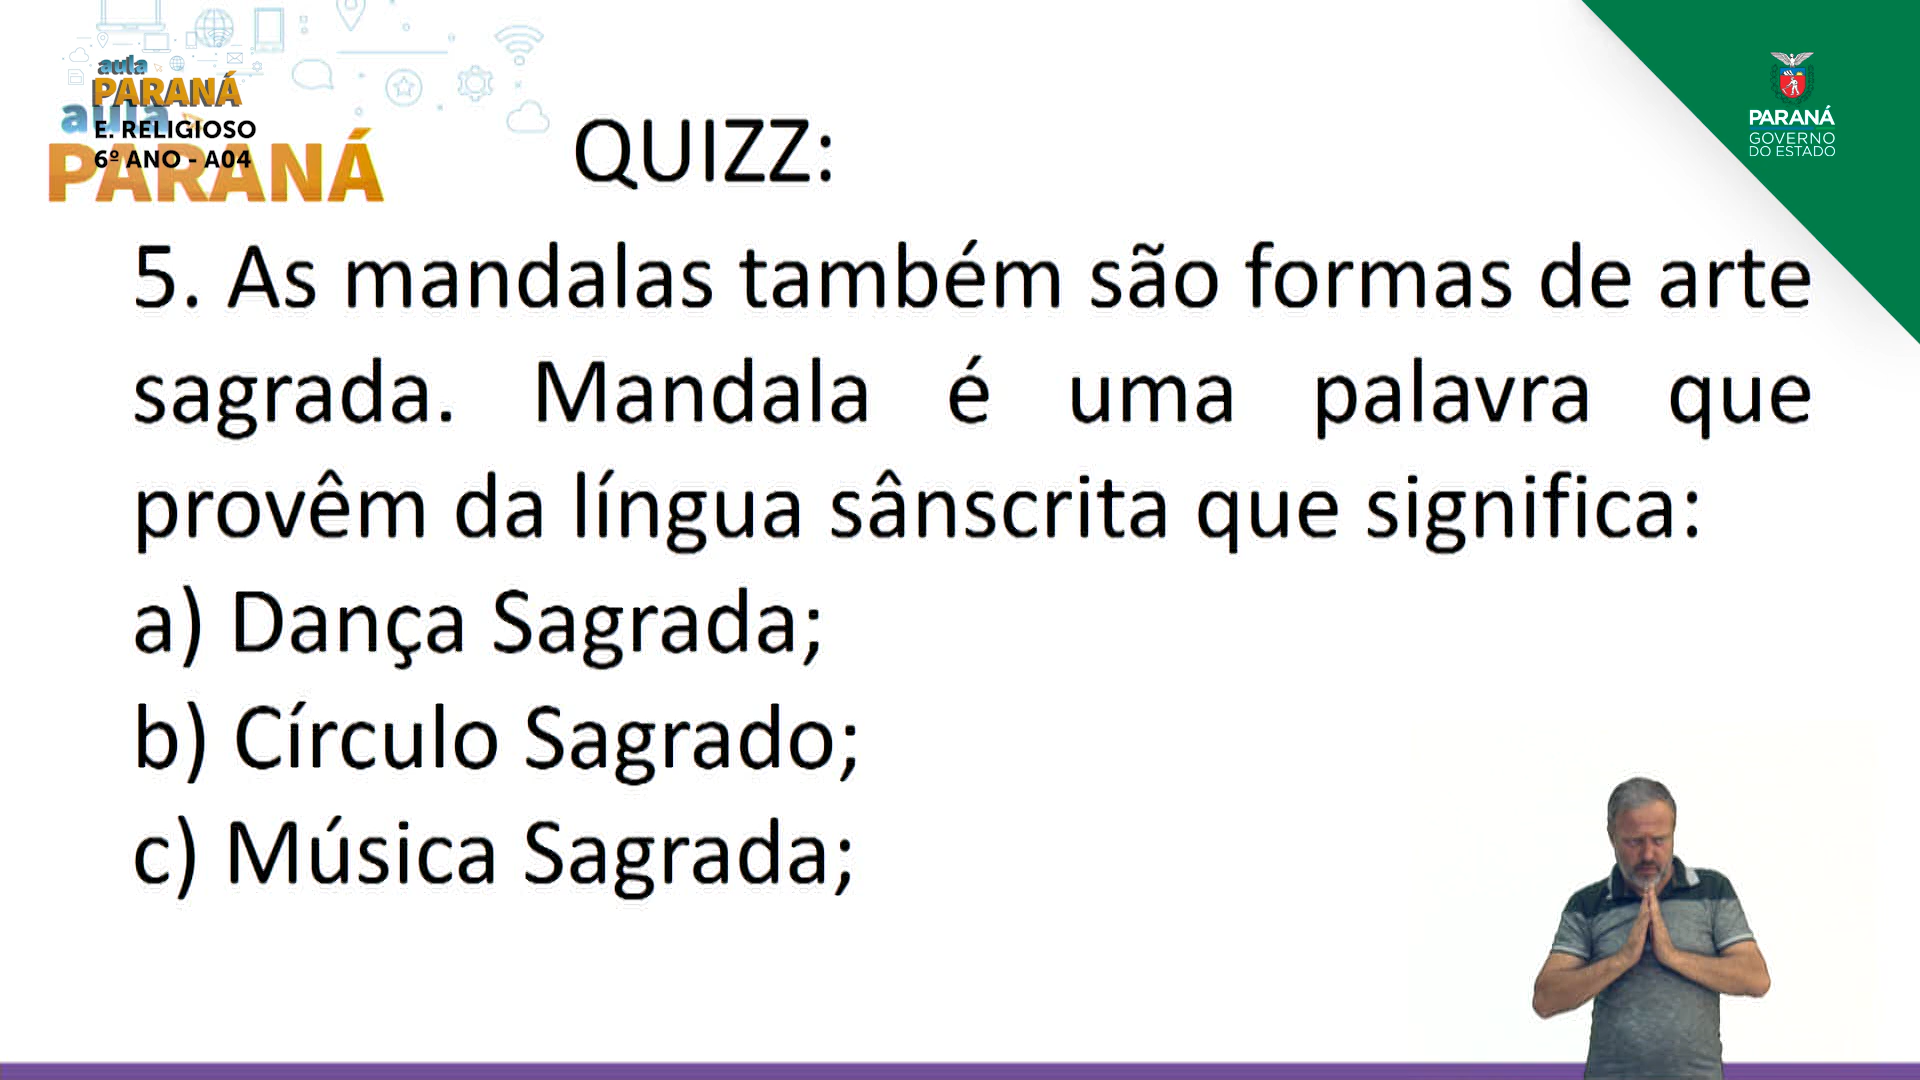 aula
PARANÁ
aula
E. RELIGIOSO
6º ANO - A04
PARANÁ
PARANÁ
GOVERNO
DO ESTADO
QUIZZ:
5. As mandalas também são formas de arte
sagrada. Mandala é uma palavra que
provêm da língua sânscrita que significa:
a) Dança Sagrada;
b) Círculo Sagrado;
c) Música Sagrada;